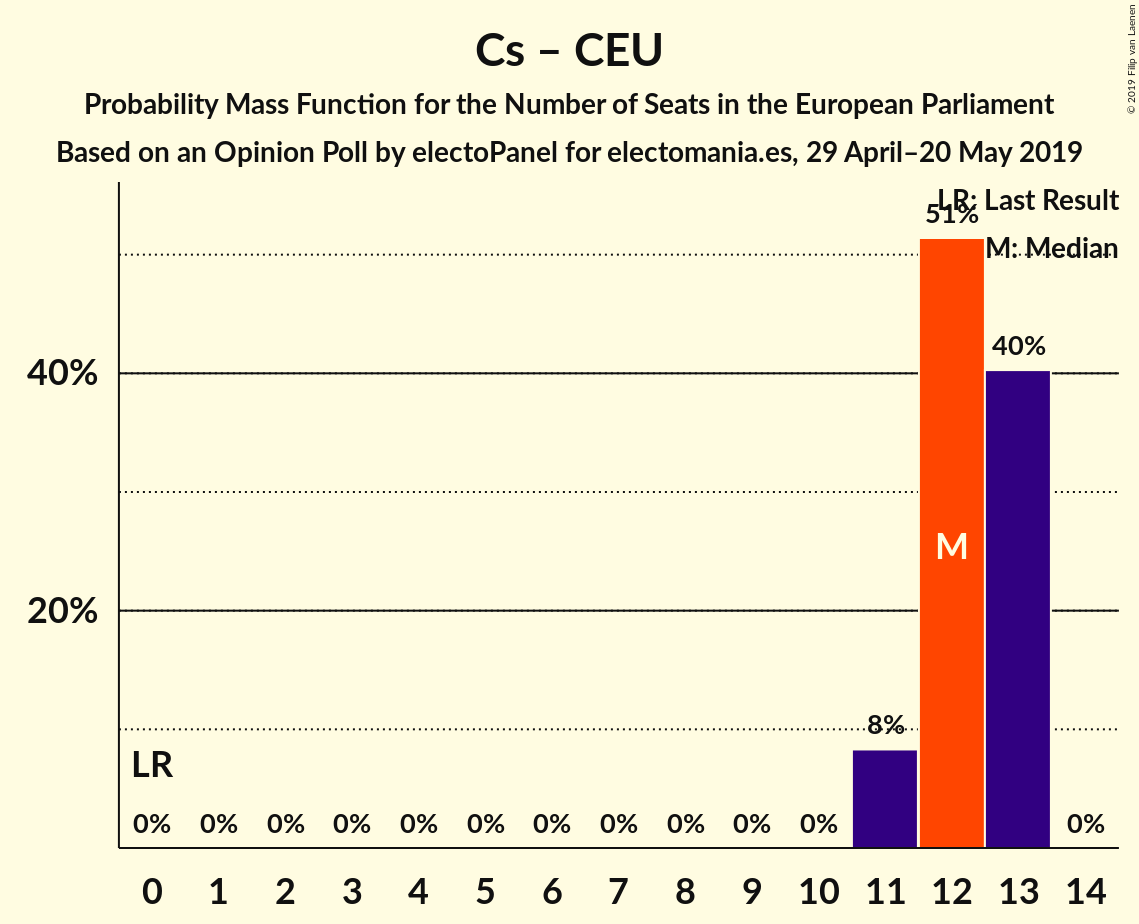 Cs – CEU
Probability Mass Function for the Number of Seats in the European Parliament
Based on an Opinion Poll by electoPanel for electomania.es, 29 April–20 May 2019
© 2019 Filip van Laenen
LR: Last Result
M: Median
51%
40%
40%
20%
M
8%
LR
0% 0% 0% 0% 0% 0% 0% 0% 0% 0% 0% 0%
0 1 2 3 4 5 6 7 8 9 10 11 12 13 14